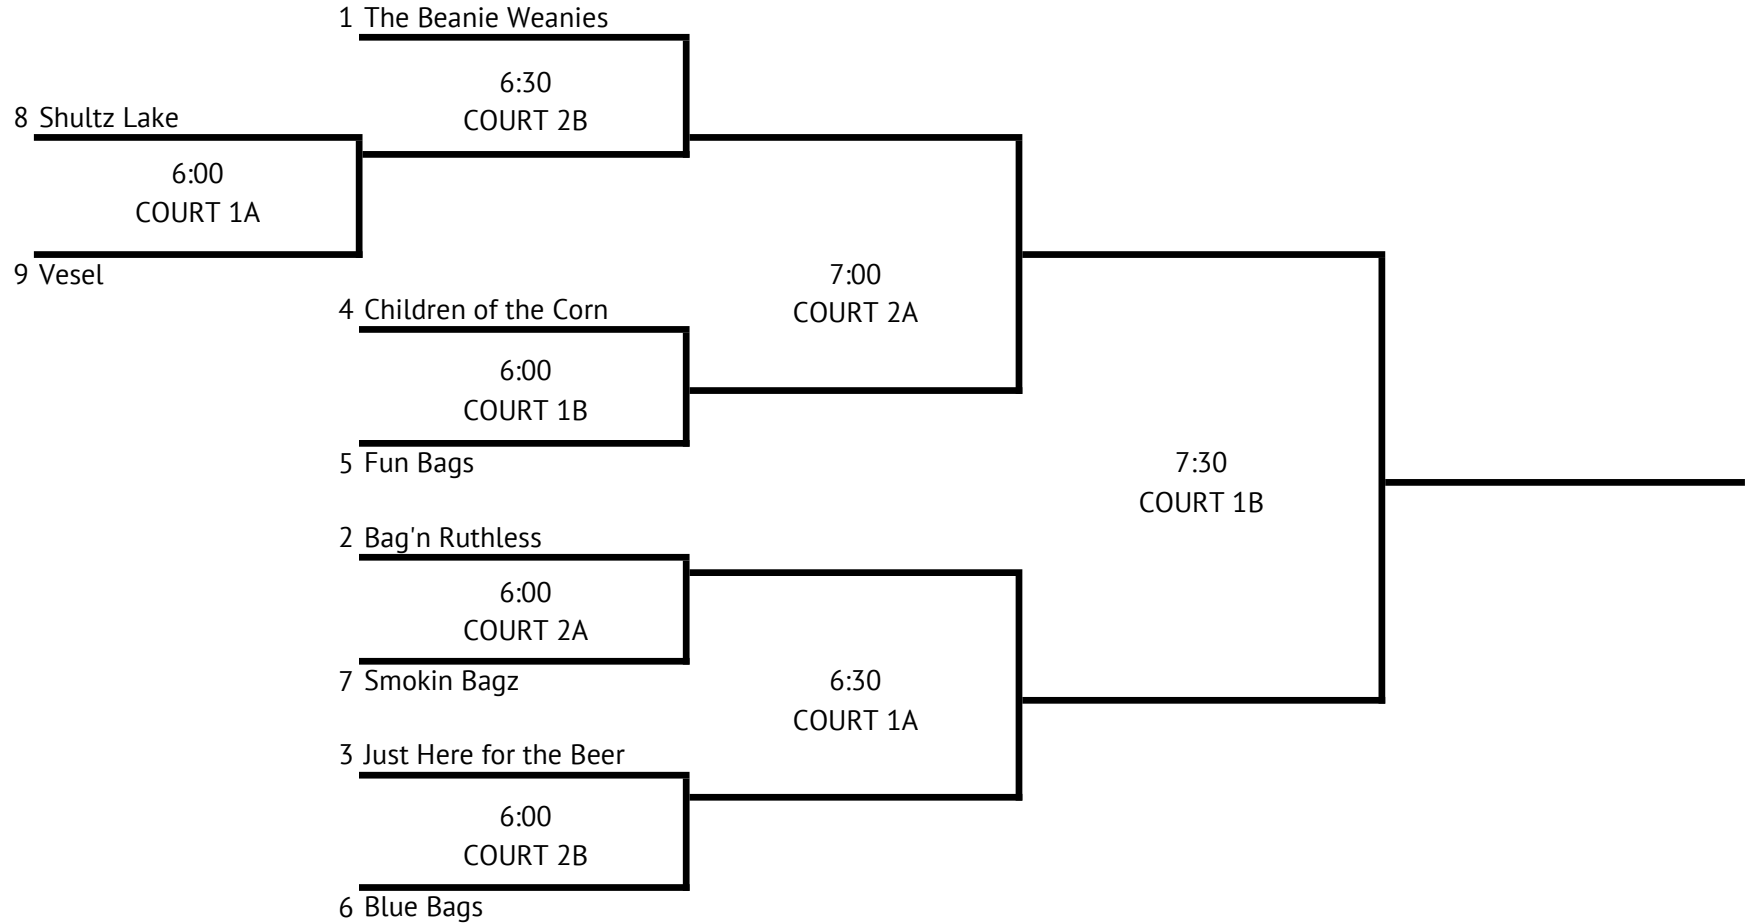 1 The Beanie Weanies
6:30
COURT 2B
8 Shultz Lake
6:00
COURT 1A
9 Vesel
7:00
COURT 2A
4 Children of the Corn
6:00
COURT 1B
5 Fun Bags
7:30
COURT 1B
2 Bag'n Ruthless
6:00
COURT 2A
7 Smokin Bagz
6:30
COURT 1A
3 Just Here for the Beer
6:00
COURT 2B
6 Blue Bags